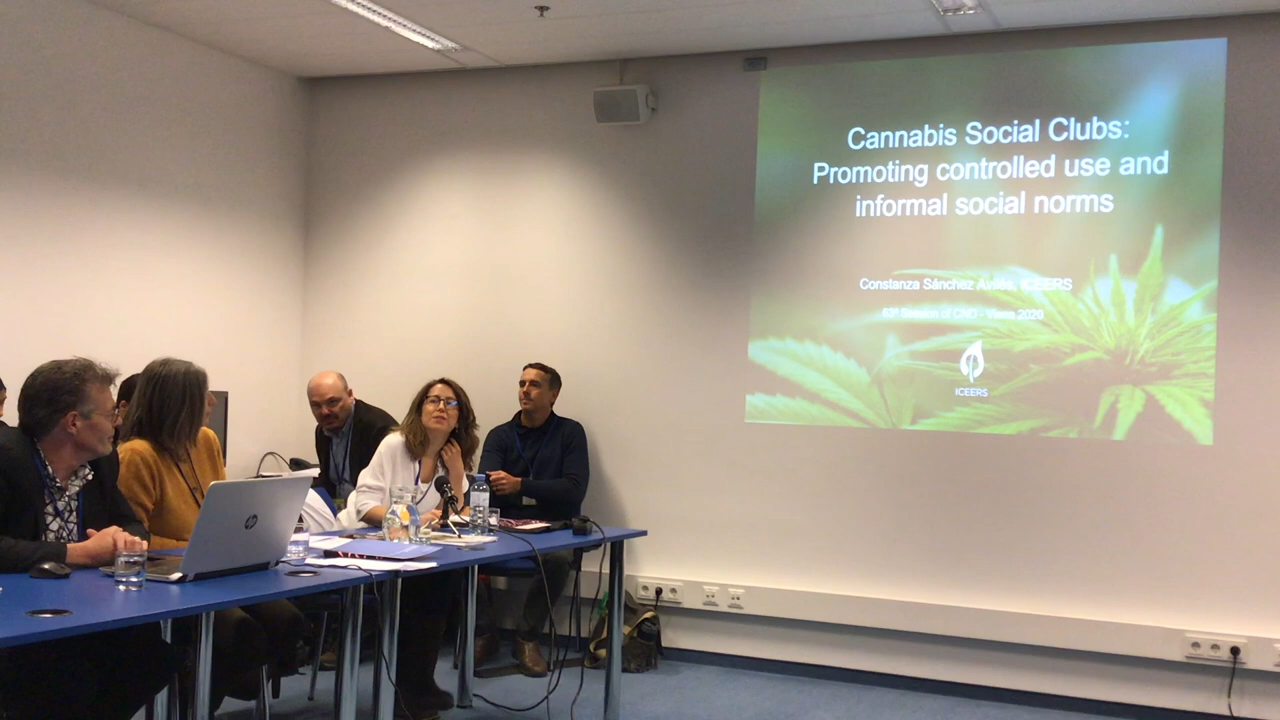 Cannabis Social Clubs:
Promoting controlled use and
informal social norms
Constanza Sánchez Avilés, ICEERS
63ª Session of CND - Viena 2020
ICEERS
hp